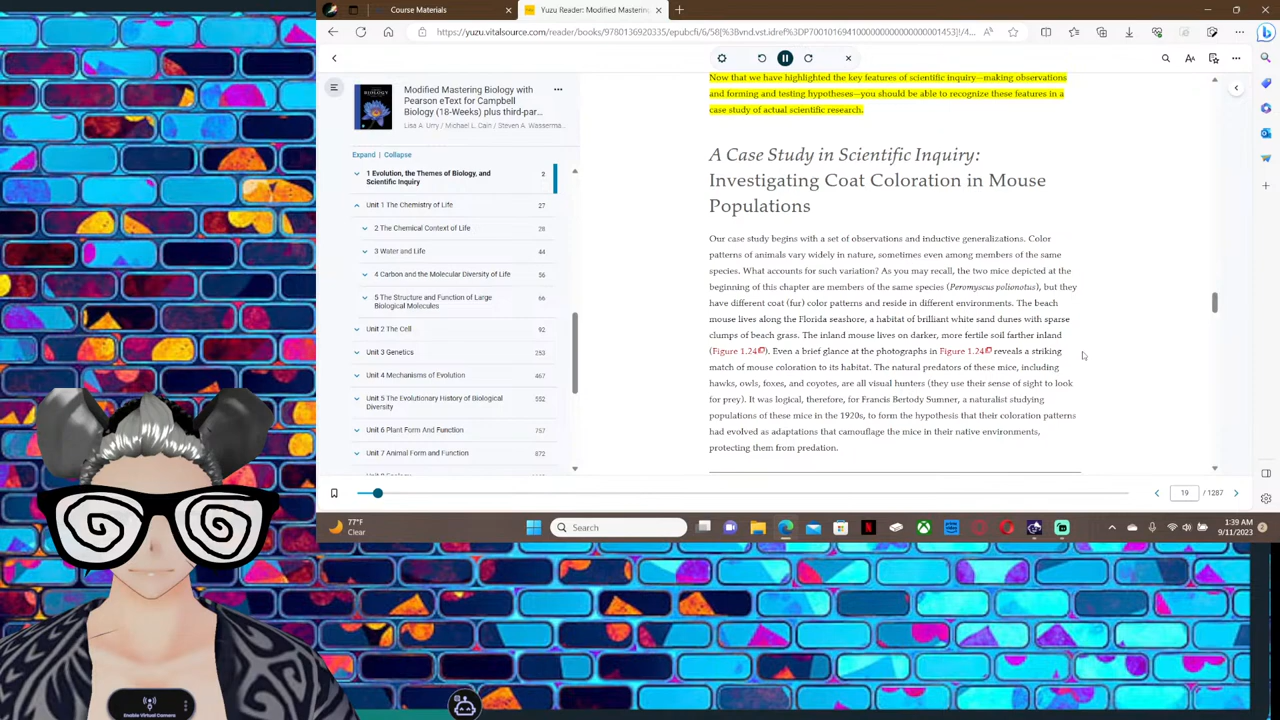 Course Materials
Yuzu Reader: Modified Mastering
https://yuzu.vitalsource.com/reader/books/9780136920335/epubcfi/6/58[%3Bvnd.vst.idref%3DP70010169410000000000000000001453]!/4...
Modified Mastering Biology with
Pearson eText for Campbell
Biology (18-Weeks) plus third-par...
Lisa A. Urry / Michael L. Cain / Steven A. Wasserma...
Expand | Collapse
1 Evolution, the Themes of Biology, and 2
Scientific Inquiry
Unit 1 The Chemistry of Life 27
2 The Chemical Context of Life 28
3 Water and Life 44
4 Carbon and the Molecular Diversity of Life 56
5 The Structure and Function of Large 66
Biological Molecules
Unit 2 The Cell 92
Unit 3 Genetics 253
Unit 4 Mechanisms of Evolution 467
Unit 5 The Evolutionary History of Biological 552
Diversity
Unit 6 Plant Form And Function 757
Unit 7 Animal Form and Function 872
Now that we have highlighted the key features of scientific inquiry—making observations
and forming and testing hypotheses—you should be able to recognize these features in a
case study of actual scientific research.
A Case Study in Scientific Inquiry:
Investigating Coat Coloration in Mouse
Populations
Our case study begins with a set of observations and inductive generalizations. Color
patterns of animals vary widely in nature, sometimes even among members of the same
species. What accounts for such variation? As you may recall, the two mice depicted at the
beginning of this chapter are members of the same species (Peromyscus polionotus), but they
have different coat (fur) color patterns and reside in different environments. The beach
mouse lives along the Florida seashore, a habitat of brilliant white sand dunes with sparse
clumps of beach grass. The inland mouse lives on darker, more fertile soil farther inland
(Figure 1.24). Even a brief glance at the photographs in Figure 1.24 reveals a striking
match of mouse coloration to its habitat. The natural predators of these mice, including
hawks, owls, foxes, and coyotes, are all visual hunters (they use their sense of sight to look
for prey). It was logical, therefore, for Francis Bertody Sumner, a naturalist studying
populations of these mice in the 1920s, to form the hypothesis that their coloration patterns
had evolved as adaptations that camouflage the mice in their native environments,
protecting them from predation.
19 / 1287
77°F
Clear
Search
1:39 AM
9/11/2023
Enable Virtual Camera